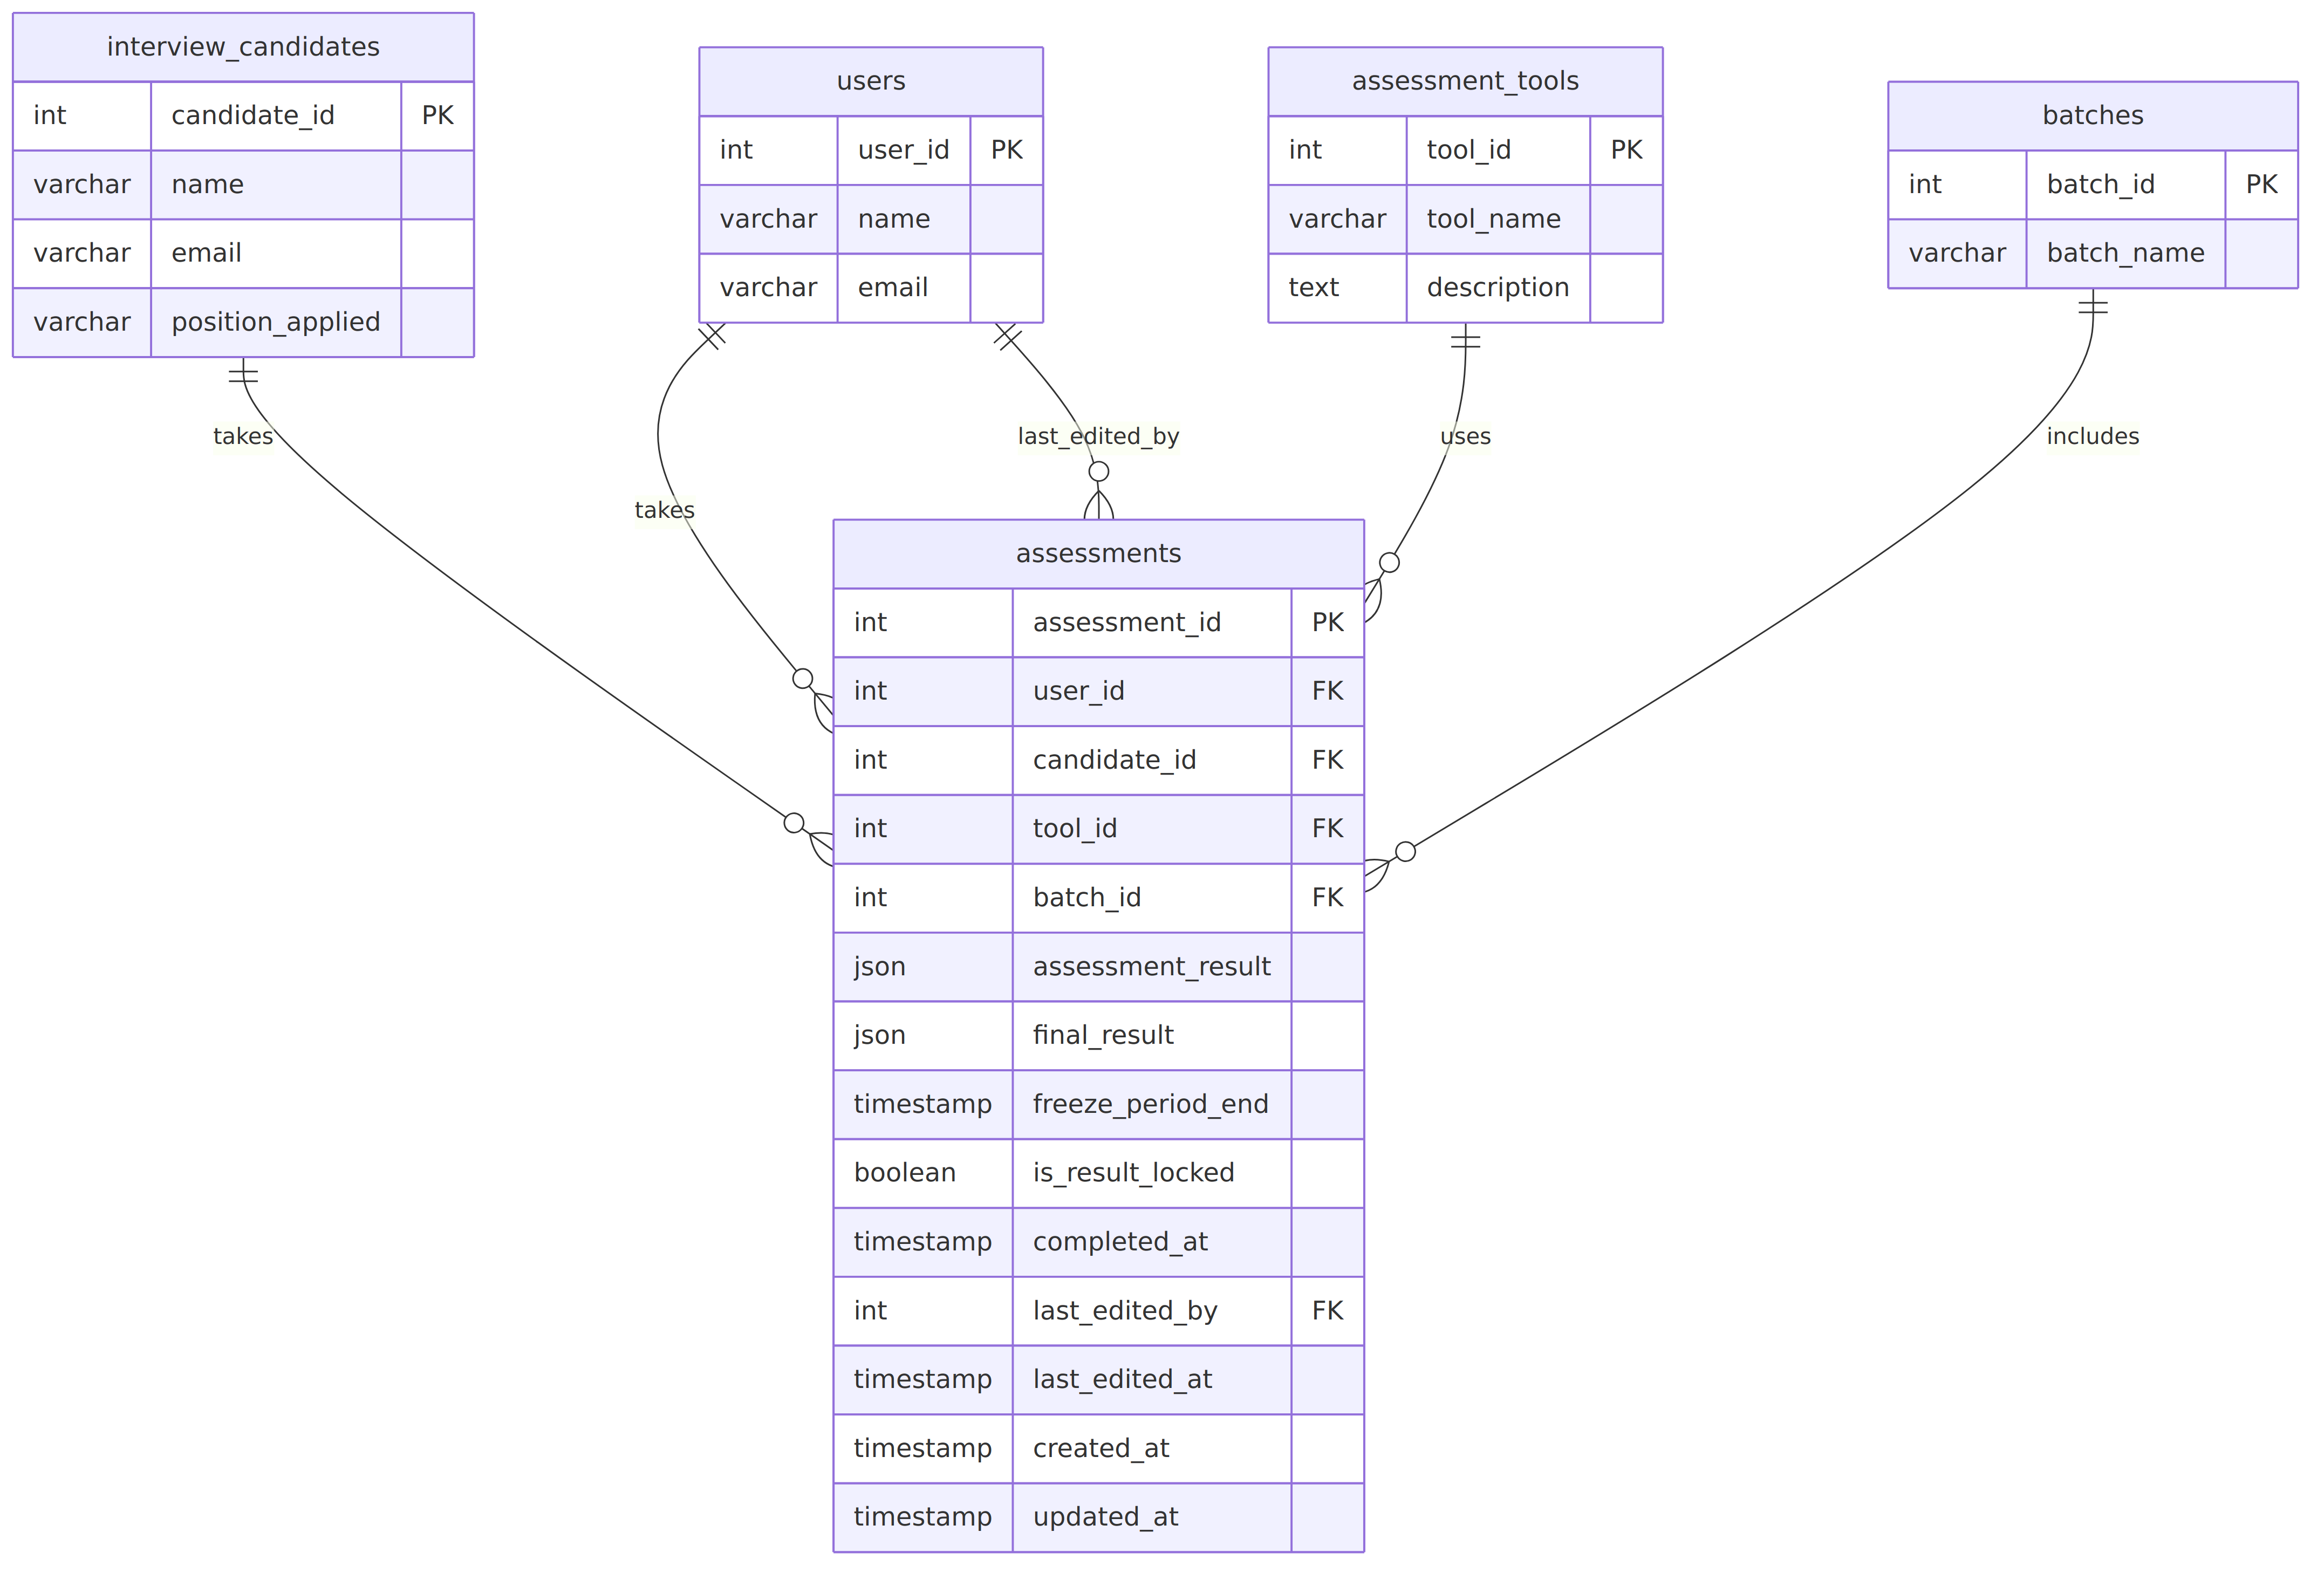 interview_candidates
int candidate_id PK
varchar name
varchar email
varchar position_applied
users
int user_id PK
varchar name
varchar email
assessment_tools
int tool_id PK
varchar tool_name
text description
batches
int batch_id PK
varchar batch_name
takes
takes
last_edited_by
uses
includes
assessments
int assessment_id PK
int user_id FK
int candidate_id FK
int tool_id FK
int batch_id FK
json assessment_result
json final_result
timestamp freeze_period_end
boolean is_result_locked
timestamp completed_at
int last_edited_by FK
timestamp last_edited_at
timestamp created_at
timestamp updated_at